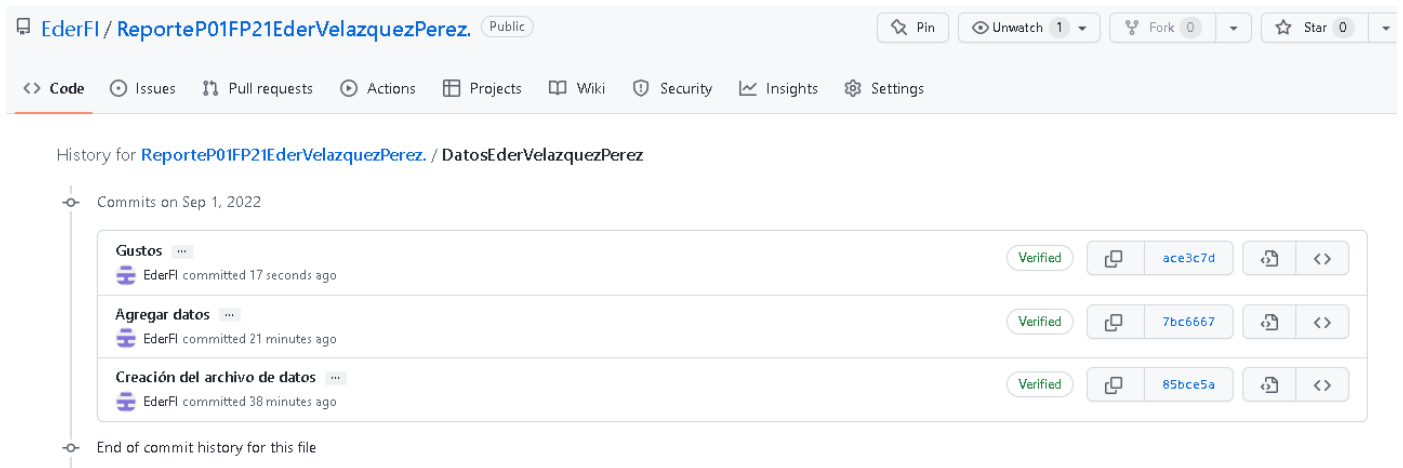 EderFI / ReporteP01FP21EderVelazquezPerez. Public Pin Unwatch 1 Fork 0 Star 0
Code Issues Pull requests Actions Projects Wiki Security Insights Settings
History for ReporteP01FP21EderVelazquezPerez. / DatosEderVelazquezPerez
Commits on Sep 1, 2022
Gustos ...
EderFI committed 17 seconds ago
Verified ace3c7d
Agregar datos ...
EderFI committed 21 minutes ago
Verified 7bc6667
Creación del archivo de datos ...
EderFI committed 38 minutes ago
Verified 85bce5a
End of commit history for this file